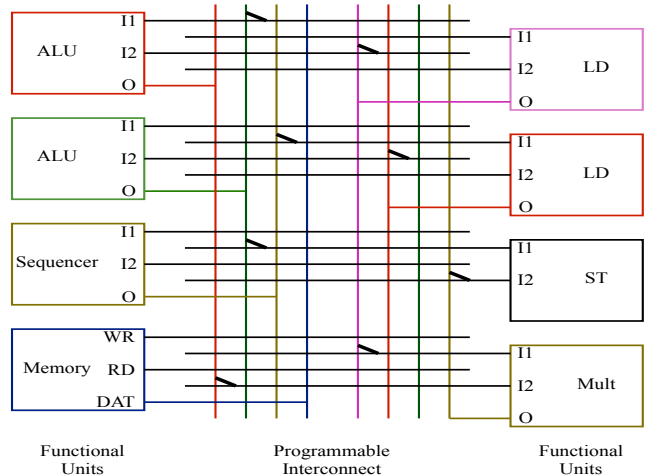 I1
ALU
I2
O
I1
LD
I2
O
I1
ALU
I2
O
I1
LD
I2
O
I1
Sequencer
I2
O
I1
ST
I2
WR
Memory
RD
DAT
I1
Mult
I2
O
Functional
Units
Programmable
Interconnect
Functional
Units